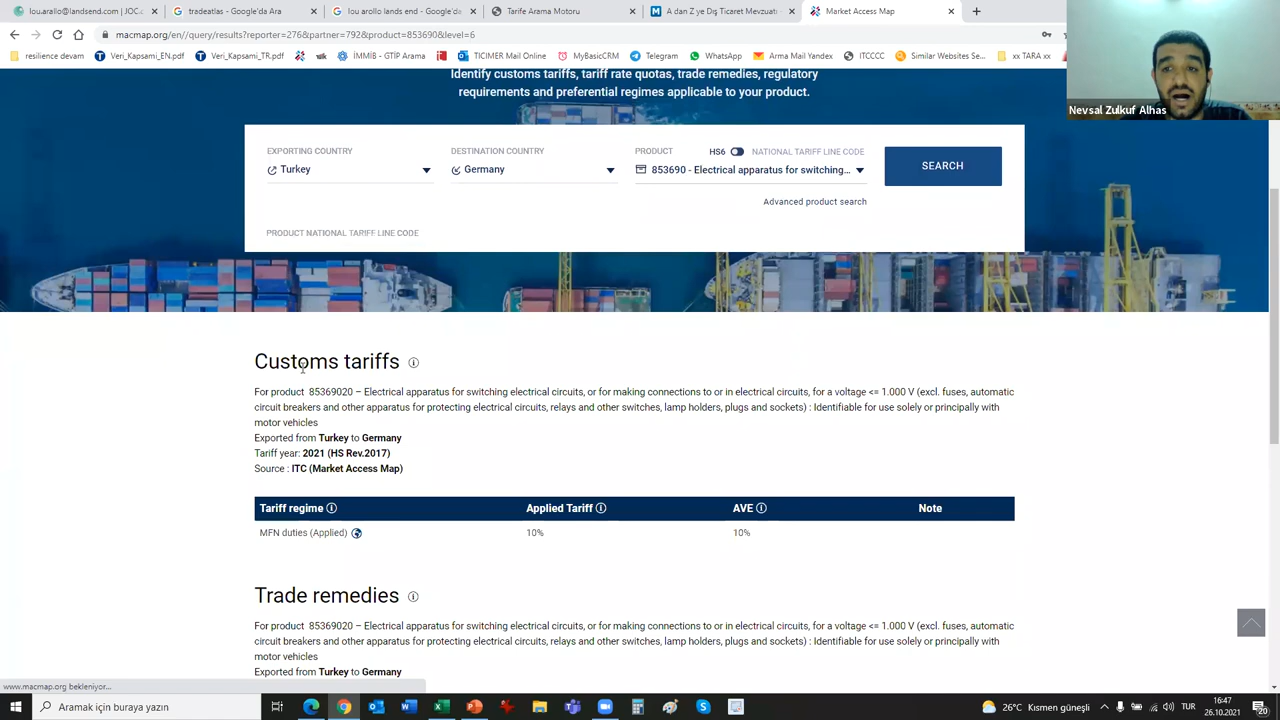 lou.arallo@landsend.com | JOC.c
tradeatlas - Google'da Ara
lou arollo lands end - Google'da
Tarife Arama Motoru
A dan Z ye Dış Ticaret Mevzuatı
Market Access Map
macmap.org/en//query/results?reporter=276&partner=792&product=853690&level=6
resilience devam
Veri_Kapsami_EN.pdf
Veri_Kapsami_TR.pdf
İMMİB - GTİP Arama
TICIMER Mail Online
MyBasicCRM
Telegram
WhatsApp
Arma Mail Yandex
ITCCCC
Similar Websites Se...
xx TARA xx
Nevsal Zulkuf Alhas
Identify customs tariffs, tariff rate quotas, trade remedies, regulatory
requirements and preferential regimes applicable to your product.
EXPORTING COUNTRY
DESTINATION COUNTRY
PRODUCT
HS6
NATIONAL TARIFF LINE CODE
Turkey
Germany
853690 - Electrical apparatus for switching...
SEARCH
Advanced product search
PRODUCT NATIONAL TARIFF LINE CODE
Customs tariffs
For product 85369020 – Electrical apparatus for switching electrical circuits, or for making connections to or in electrical circuits, for a voltage <= 1.000 V (excl. fuses, automatic
circuit breakers and other apparatus for protecting electrical circuits, relays and other switches, lamp holders, plugs and sockets) : Identifiable for use solely or principally with
motor vehicles
Exported from Turkey to Germany
Tariff year: 2021 (HS Rev.2017)
Source : ITC (Market Access Map)
Tariff regime
Applied Tariff
AVE
Note
MFN duties (Applied)
10%
10%
Trade remedies
For product 85369020 – Electrical apparatus for switching electrical circuits, or for making connections to or in electrical circuits, for a voltage <= 1.000 V (excl. fuses, automatic
circuit breakers and other apparatus for protecting electrical circuits, relays and other switches, lamp holders, plugs and sockets) : Identifiable for use solely or principally with
motor vehicles
Exported from Turkey to Germany
www.macmap.org bekleniyor...
Aramak için buraya yazın
26°C Kısmen güneşli
TUR
16:47
26.10.2021
20